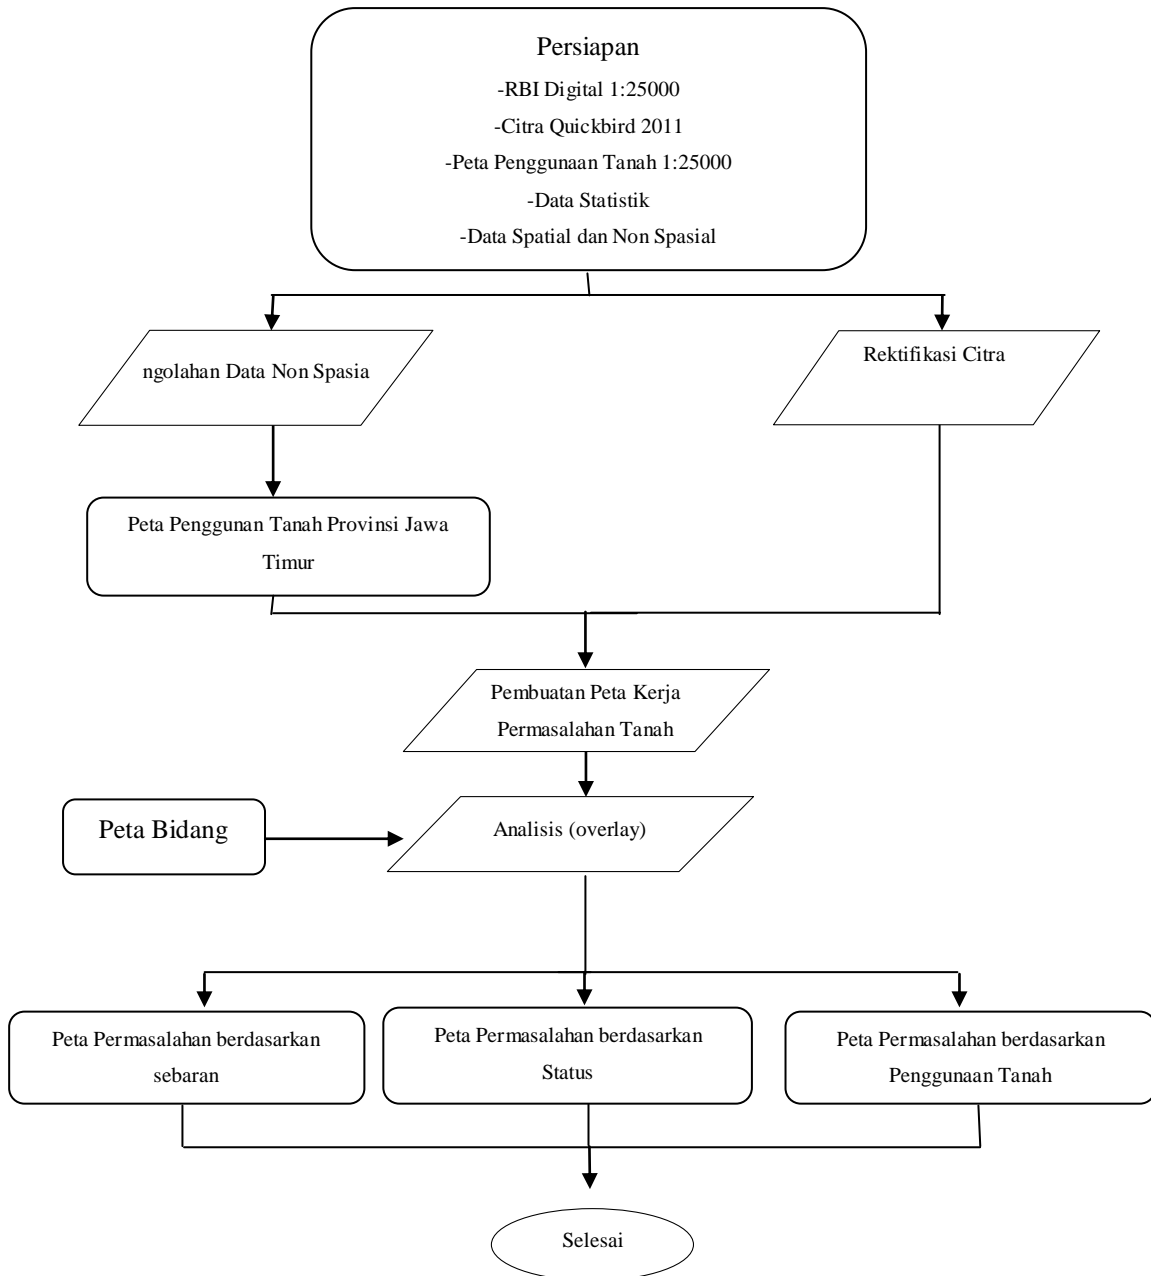 Persiapan
-RBI Digital 1:25000
-Citra Quickbird 2011
-Peta Penggunaan Tanah 1:25000
-Data Statistik
-Data Spatial dan Non Spasial
ngolahan Data Non Spasia
Rektifikasi Citra
Peta Penggunan Tanah Provinsi Jawa
Timur
Pembuatan Peta Kerja
Permasalahan Tanah
Peta Bidang
Analisis (overlay)
Peta Permasalahan berdasarkan
sebaran
Peta Permasalahan berdasarkan
Status
Peta Permasalahan berdasarkan
Penggunaan Tanah
Selesai